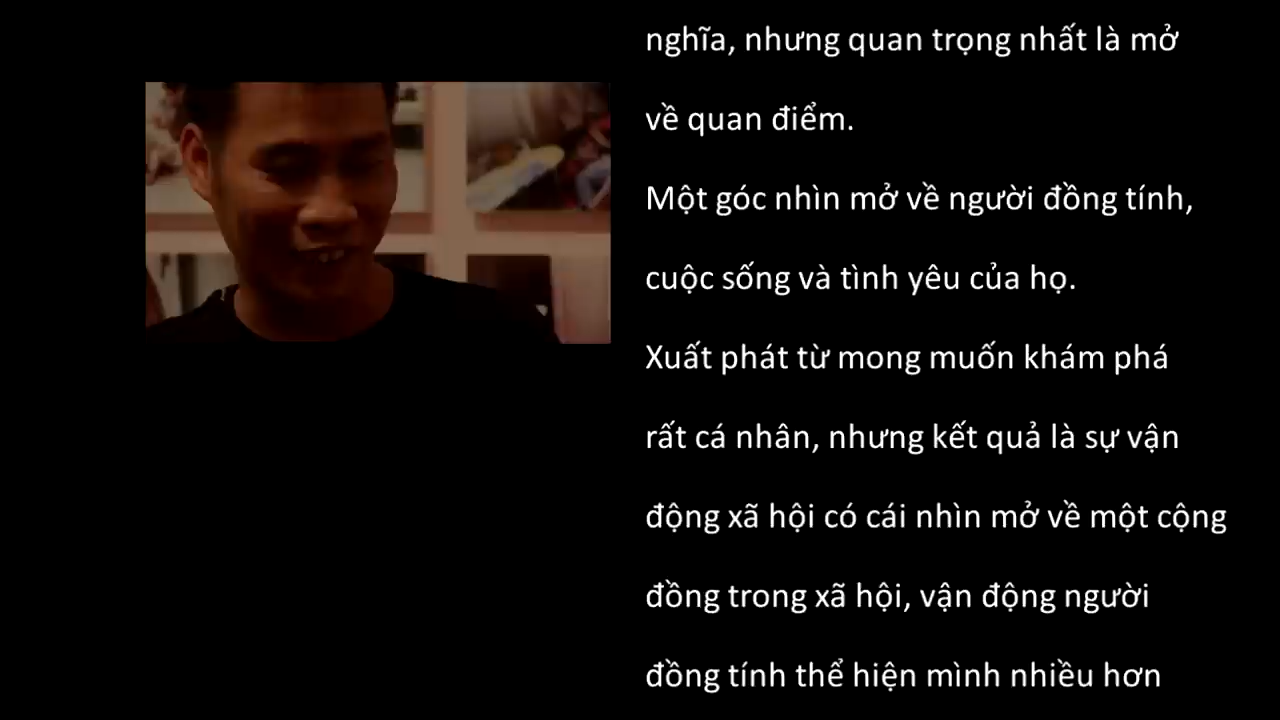 nghĩa, nhưng quan trọng nhất là mở
về quan điểm.
Một góc nhìn mở về người đồng tính,
cuộc sống và tình yêu của họ.
Xuất phát từ mong muốn khám phá
rất cá nhân, nhưng kết quả là sự vận
động xã hội có cái nhìn mở về một cộng
đồng trong xã hội, vận động người
đồng tính thể hiện mình nhiều hơn